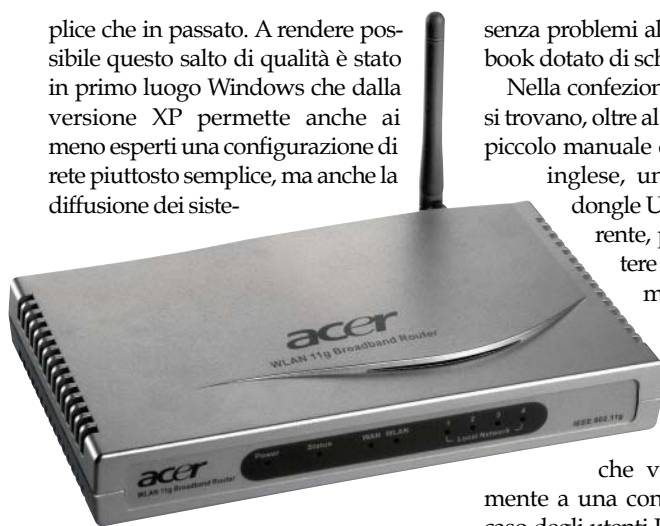 plice che in passato. A rendere pos-
sibile questo salto di qualità è stato
in primo luogo Windows che dalla
versione XP permette anche ai
meno esperti una configurazione di
rete piuttosto semplice, ma anche la
diffusione dei siste-
senza problemi al
book dotato di
Nella
si trovano, oltre al
piccolo manuale
inglese,
dongle
rente,
tere
che
mente a una
caso degli utenti
acer
WLAN 11g Broadband Router
acer
WLAN 11g Broadband Router
Power
Status
WAN WLAN
1 2 3 4
Local Network
IEEE 802.11g